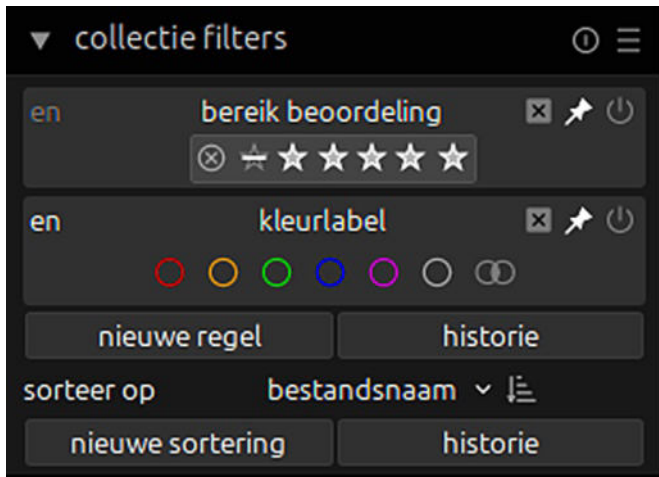 collectie filters
en bereik beoordeling
en kleurlabel
nieuwe regel historie
sorteer op bestandsnaam
nieuwe sortering historie